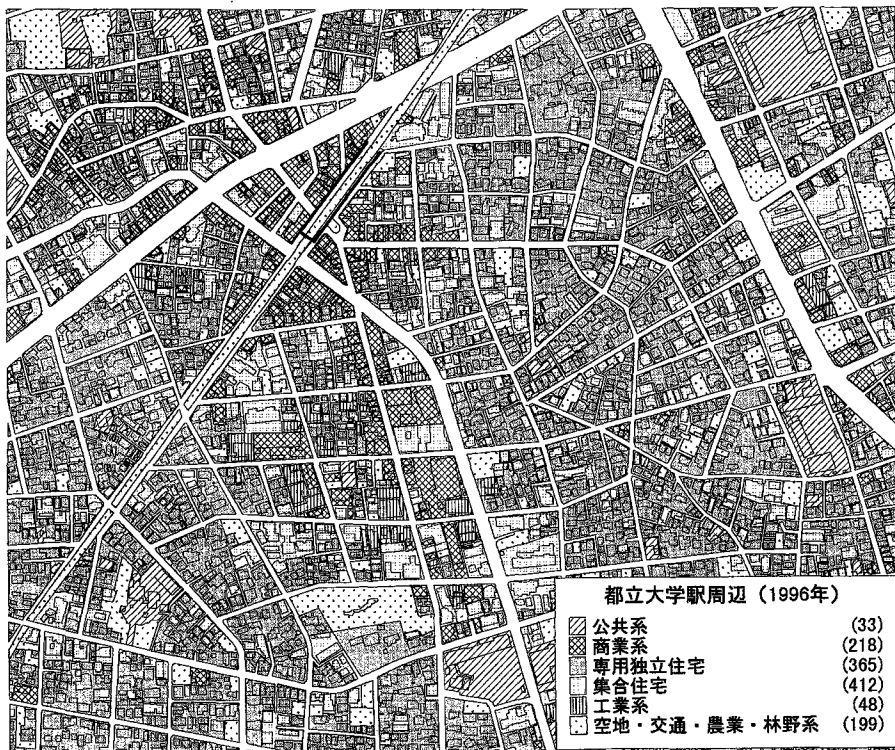 都立大学駅周辺（1996年）
公共系 (33)
商業系 (218)
専用独立住宅 (365)
集合住宅 (412)
工業系 (48)
空地・交通・農業・林野系 (199)